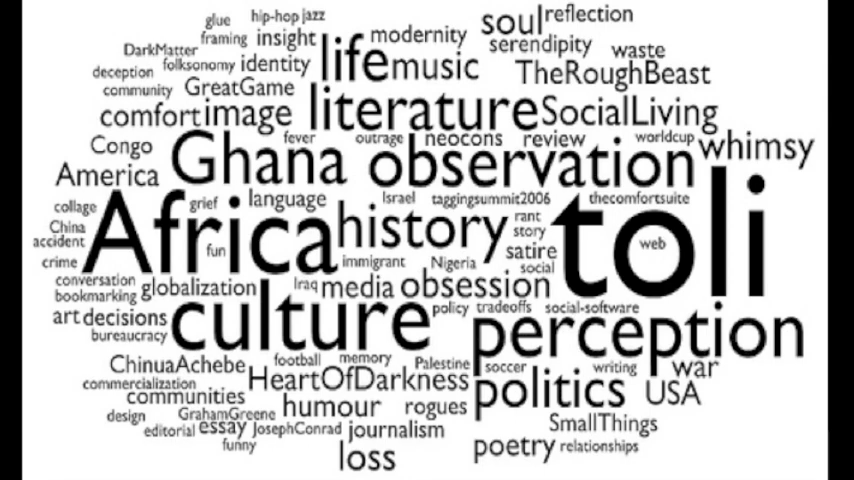 glue hip-hop jazz soul reflection
framing insight modernity serendipity
DarkMatter life waste
deception folksonomy identity music TheRoughBeast
community GreatGame
comfort image literature SocialLiving
fever outrage neocons review worldcup whimsy
Congo Ghana observation
America toli
collage grief language Israel taggingsummit2006 thecomfortsuite
China Africa history rant
accident fun story web
crime immigrant Nigeria satire
social
conversation globalization Iraq media obsession
bookmarking culture policy tradeoffs social-software
art decisions perception
bureaucracy
ChinuaAchebe football memory Palestine soccer writing war
commercialization HeartOfDarkness politics USA
communities
design GrahamGreene humour rogues SmallThings
editorial essay JosephConrad journalism
funny loss poetry relationships